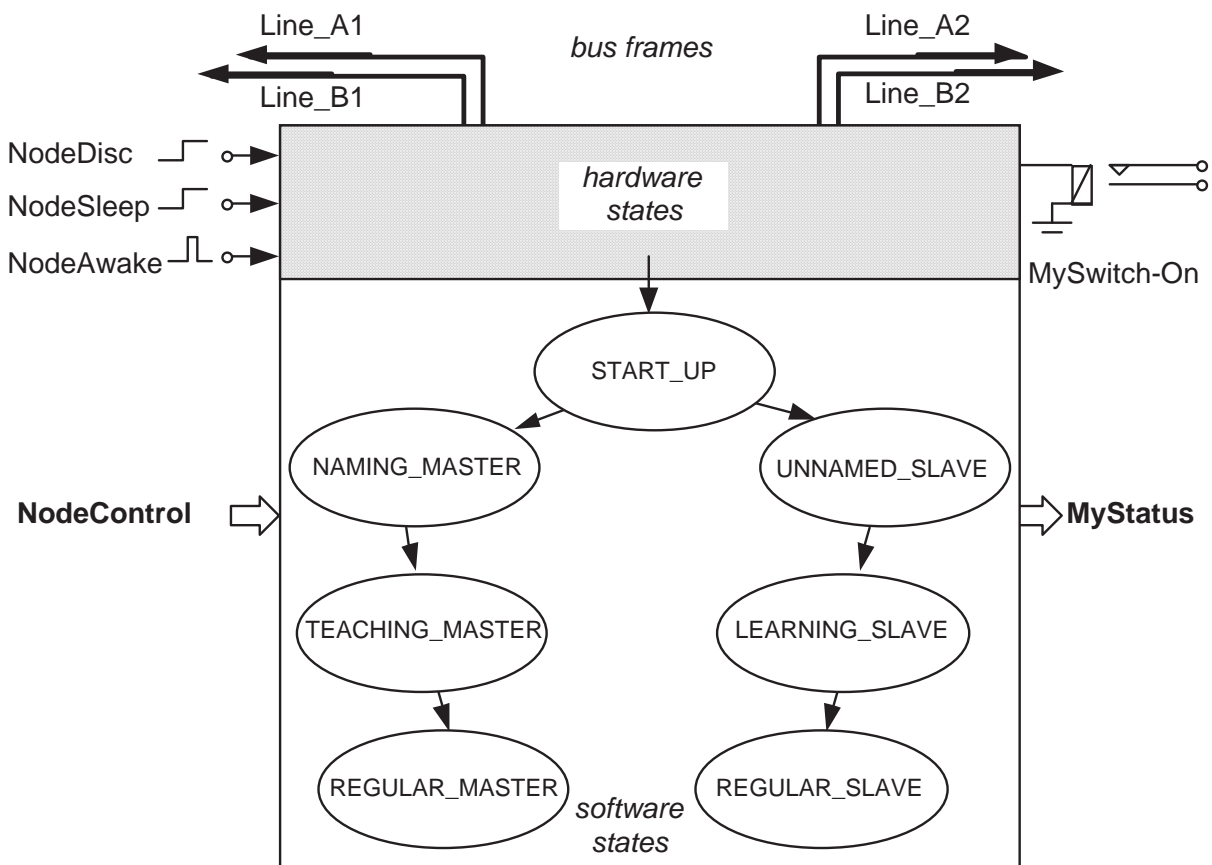 Line_A1
bus frames
Line_A2
Line_B1
Line_B2
NodeDisc
hardware
states
NodeSleep
NodeAwake
MySwitch-On
START_UP
NAMING_MASTER
UNNAMED_SLAVE
NodeControl
MyStatus
TEACHING_MASTER
LEARNING_SLAVE
REGULAR_MASTER
REGULAR_SLAVE
software
states